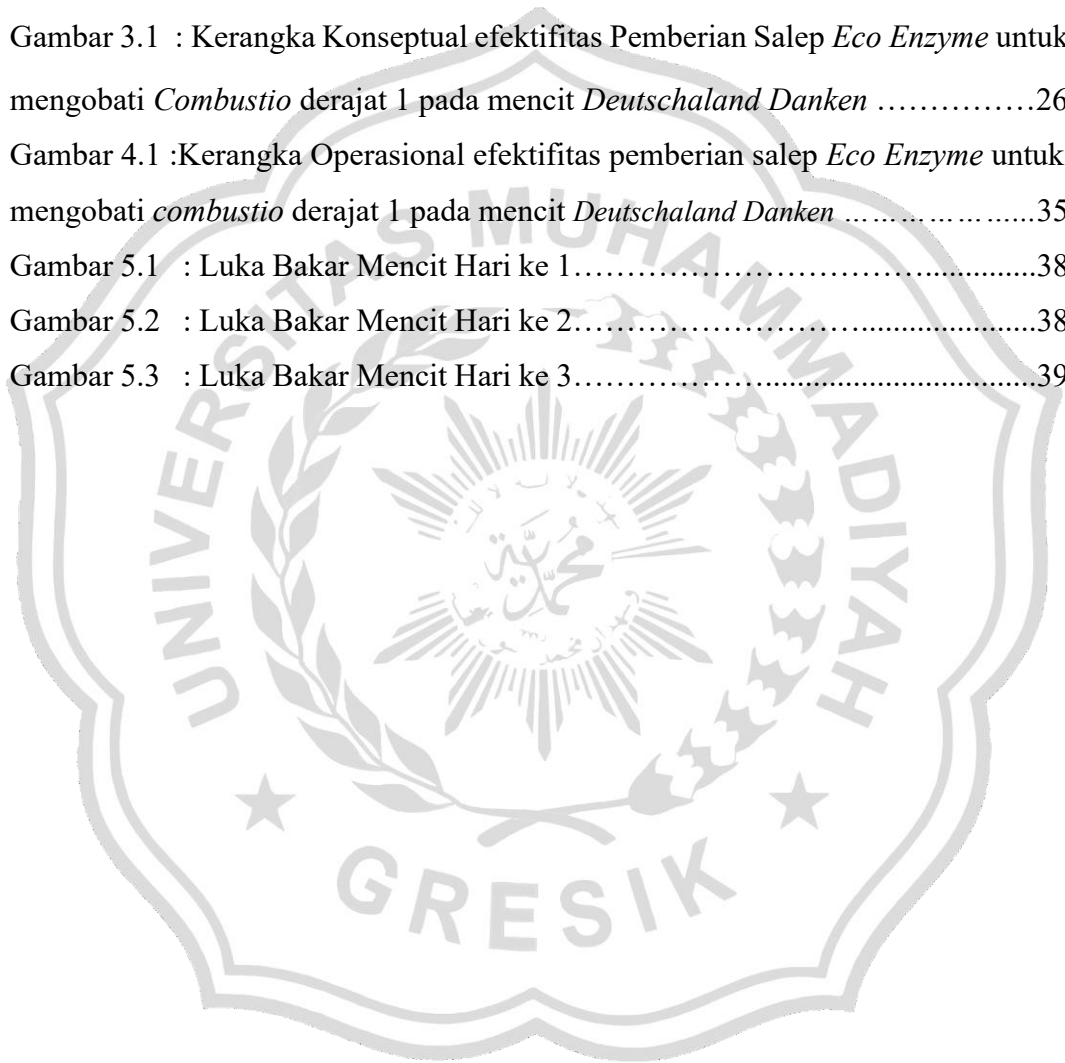 Gambar 3.1 : Kerangka Konseptual efektifitas Pemberian Salep Eco Enzyme untuk
mengobati Combustio derajat 1 pada mencit Deutschaland Danken ……………26
Gambar 4.1 :Kerangka Operasional efektifitas pemberian salep Eco Enzyme untuk
mengobati combustio derajat 1 pada mencit Deutschaland Danken ………………...35
Gambar 5.1 : Luka Bakar Mencit Hari ke 1…………………………….................38
Gambar 5.2 : Luka Bakar Mencit Hari ke 2……………………….........................38
Gambar 5.3 : Luka Bakar Mencit Hari ke 3………………......................................39
UNIVERSITAS MUHAMMADIYAH
محمدية
GRESIK